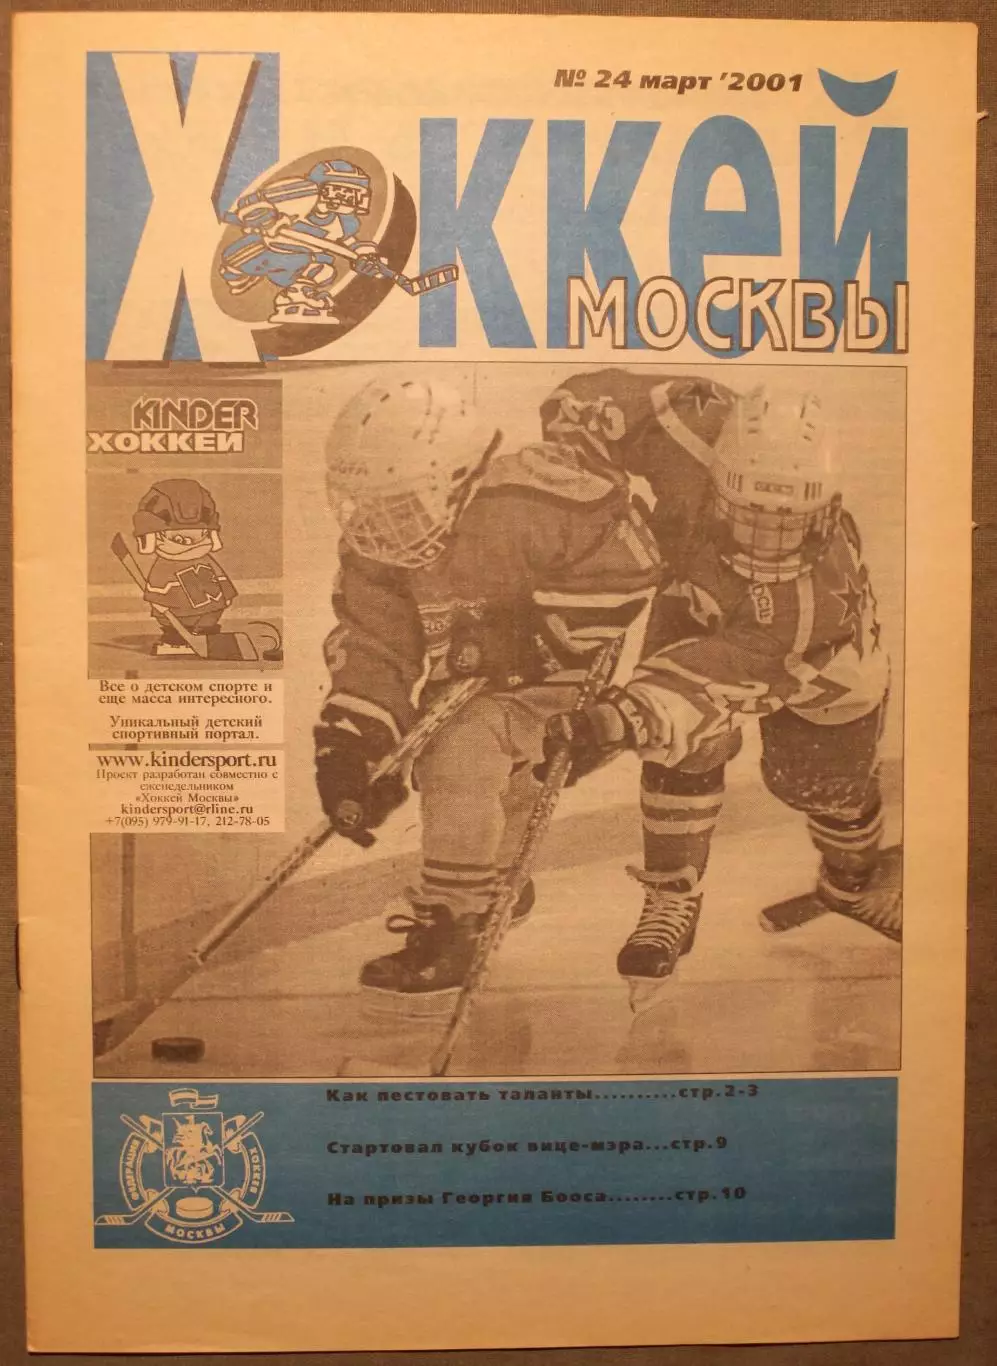 № 24 март '2001
Хоккей
МОСКВЫ
KINDER
ХОККЕЙ
Все о детском спорте и
еще масса интересного.
Уникальный детский
спортивный портал.
www.kindersport.ru
Проект разработан совместно с
еженедельником
«Хоккей Москвы»
kindersport@rline.ru
+7(095) 979-91-17, 212-78-05
Как пестовать таланты..........стр.2-3
Стартовал кубок вице-мэра...стр.9
На призы Георгия Бооса........стр.10
ФЕДЕРАЦИЯ
ХОККЕЯ
МОСКВЫ